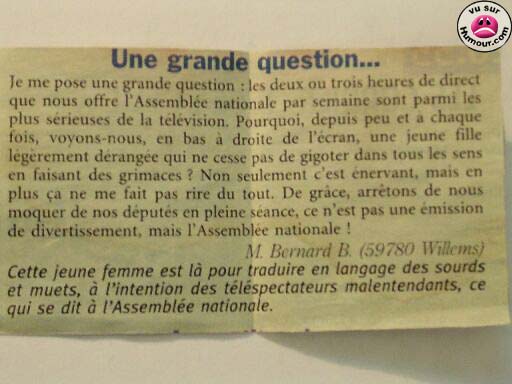 vu sur
Humour.com
Une grande question...
Je me pose une grande question : les deux ou trois heures de direct
que nous offre l'Assemblée nationale par semaine sont parmi les
plus sérieuses de la télévision. Pourquoi, depuis peu et à chaque
fois, voyons-nous, en bas à droite de l'écran, une jeune fille
légèrement dérangée qui ne cesse pas de gigoter dans tous les sens
en faisant des grimaces ? Non seulement c'est énervant, mais en
plus ça ne me fait pas rire du tout. De grâce, arrêtons de nous
moquer de nos députés en pleine séance, ce n'est pas une émission
de divertissement, mais l'Assemblée nationale !
M. Bernard B. (59780 Willems)
Cette jeune femme est là pour traduire en langage des sourds
et muets, à l'intention des téléspectateurs malentendants, ce
qui se dit à l'Assemblée nationale.